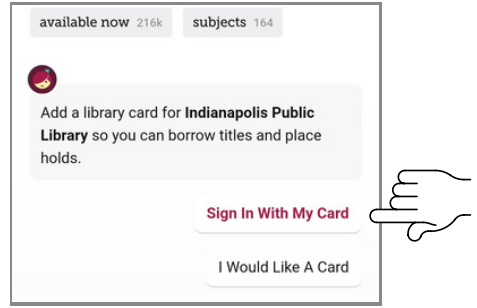 available now 216k subjects 164
Add a library card for Indianapolis Public
Library so you can borrow titles and place
holds.
Sign In With My Card
I Would Like A Card